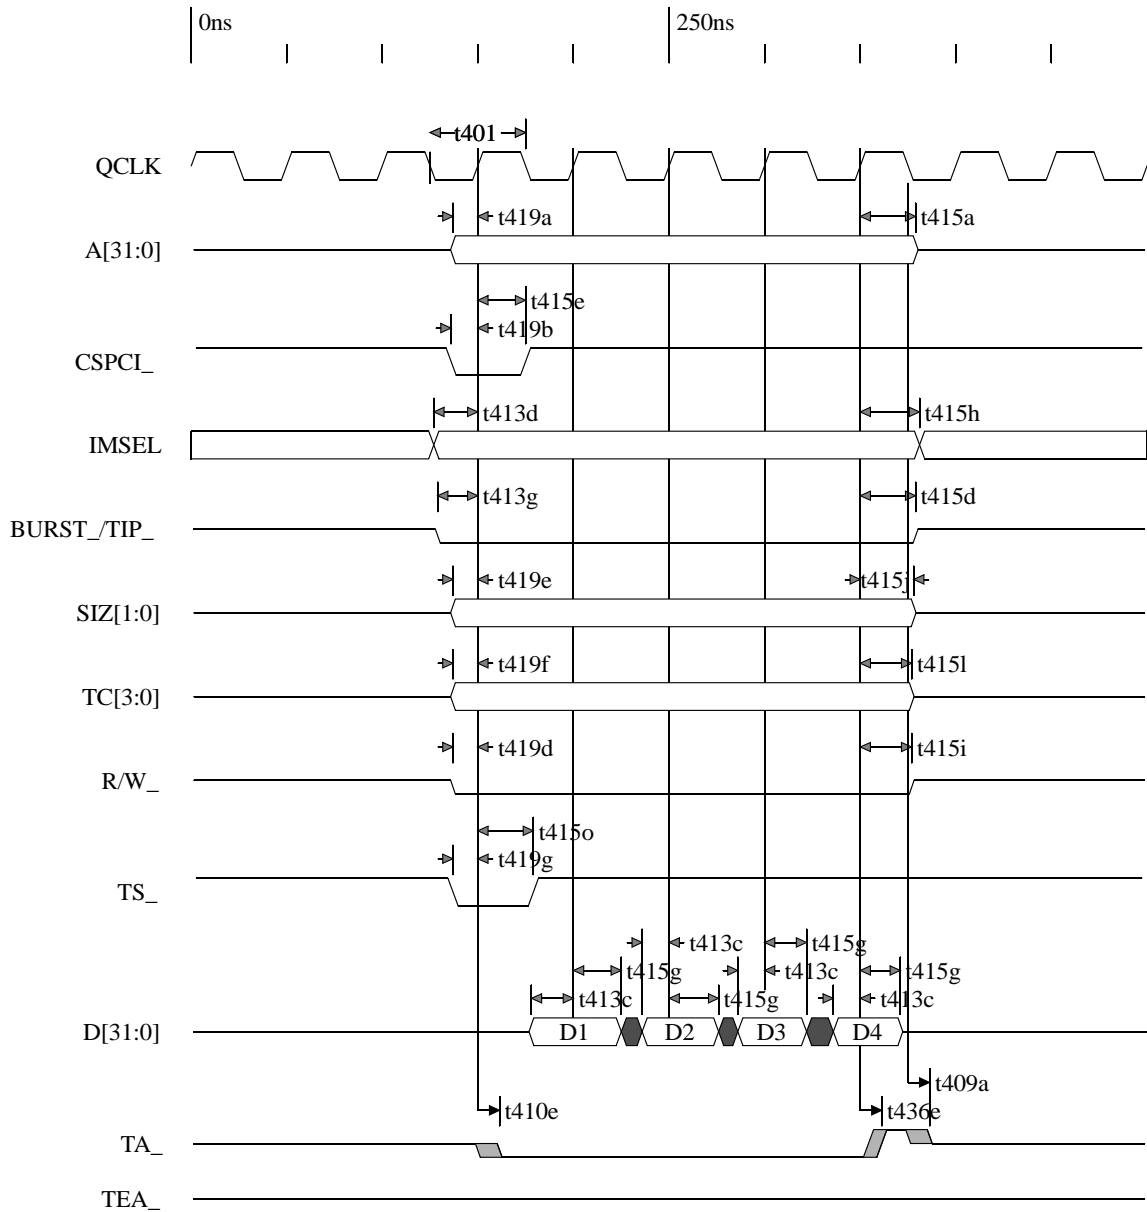 0ns 250ns
t401
QCLK
t419a t415a
A[31:0]
t415e
t419b
CSPCI_
t413d t415h
IMSEL
t413g t415d
BURST_/TIP_
t419e t415j
SIZ[1:0]
t419f t415l
TC[3:0]
t419d t415i
R/W_
t415o
t419g
TS_
t413c t415g
t415g t413c t415g
t413c t415g t413c
D[31:0] D1 D2 D3 D4
t409a
t410e t436e
TA_
TEA_